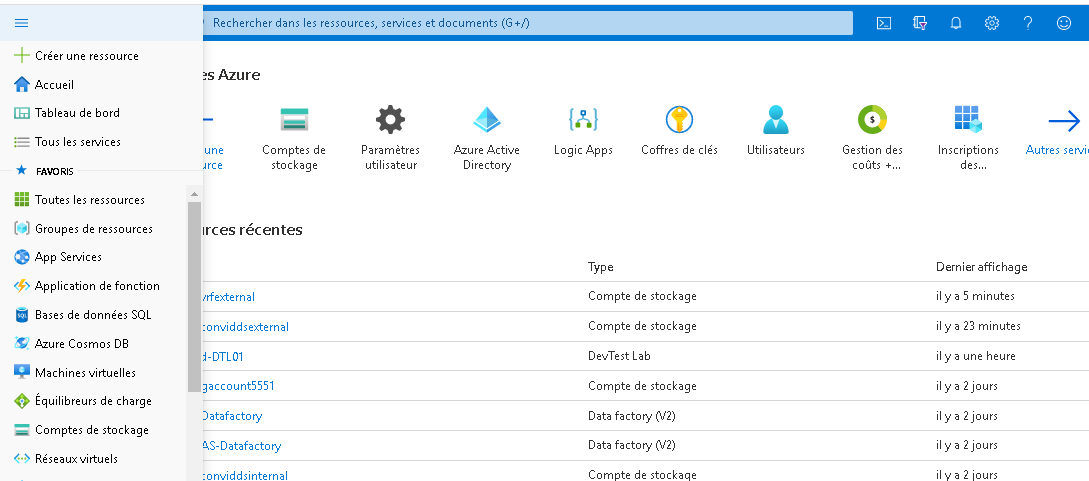 Rechercher dans les ressources, services et documents (G+/)
Créer une ressource
Accueil
Tableau de bord
Tous les services
FAVORIS
Toutes les ressources
Groupes de ressources
App Services
Application de fonction
Bases de données SQL
Azure Cosmos DB
Machines virtuelles
Équilibreurs de charge
Comptes de stockage
Réseaux virtuels
es Azure
une
urce
Comptes de
stockage
Paramètres
utilisateur
Azure Active
Directory
Logic Apps
Coffres de clés
Utilisateurs
Gestion des
coûts +...
Inscriptions
des...
Autres servi
urces récentes
Type Dernier affichage
vrfexternal Compte de stockage il y a 5 minutes
conviddsexternal Compte de stockage il y a 23 minutes
d-DTL01 DevTest Lab il y a une heure
gaccount5551 Compte de stockage il y a 2 jours
Datafactory Data factory (V2) il y a 2 jours
AS-Datafactory Data factory (V2) il y a 2 jours
conviddsinternal Compte de stockage il y a 2 jours